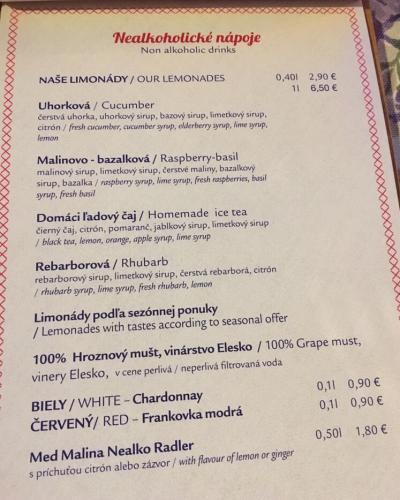 Nealkoholické nápoje
Non alkoholic drinks
NAŠE LIMONÁDY / OUR LEMONADES 0,40l 2,90 €
1l 6,50 €
Uhorková / Cucumber
čerstvá uhorka, uhorkový sirup, bazový sirup, limetkový sirup,
citrón / fresh cucumber, cucumber syrup, elderberry syrup, lime syrup,
lemon
Malinovo - bazalková / Raspberry-basil
malinový sirup, limetkový sirup, čerstvé maliny, bazalkový
sirup, bazalka / raspberry syrup, lime syrup, fresh raspberries, basil
syrup, fresh basil
Domáci ľadový čaj / Homemade ice tea
čierny čaj, citrón, pomaranč, jablkový sirup, limetkový sirup
/ black tea, lemon, orange, apple syrup, lime syrup
Rebarborová / Rhubarb
rebarborový sirup, limetkový sirup, čerstvá rebarborá, citrón
/ rhubarb syrup, lime syrup, fresh rhubarb, lemon
Limonády podľa sezónnej ponuky
/ Lemonades with tastes according to seasonal offer
100% Hroznový mušt, vinárstvo Elesko / 100% Grape must,
vinery Elesko, v cene perlivá / neperlivá filtrovaná voda
BIELY / WHITE – Chardonnay 0,1l 0,90 €
ČERVENÝ / RED – Frankovka modrá 0,1l 0,90 €
Med Malina Nealko Radler 0,50l 1,80 €
s príchuťou citrón alebo zázvor / with flavour of lemon or ginger